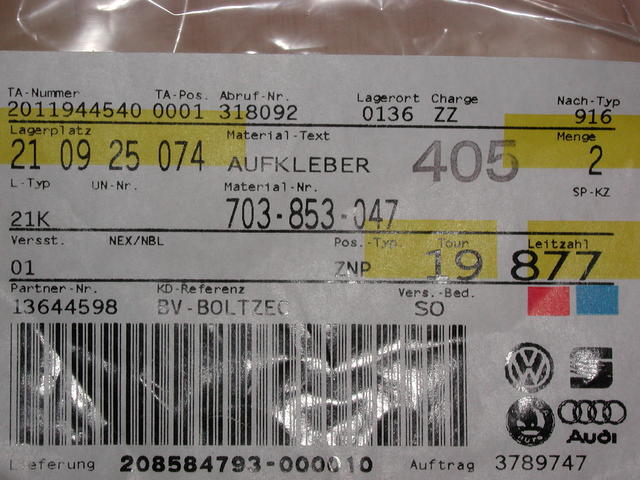 TA-Nummer TA-Pos. Abruf-Nr. Lagerort Charge Nach-Typ
2011944540 0001 318092 0136 ZZ 916
Lagerplatz Material-Text Menge
21 09 25 074 AUFKLEBER 405 2
L-Typ UN-Nr. Material-Nr. SP-KZ
21K 703-853-047
Versst. NEX/NBL Pos.-Typ. Tour Leitzahl
01 ZNP 19 877
Partner-Nr. KD-Referenz Vers.-Bed.
13644598 BV-BOLTZEC SO
Audi
Lieferung 208584793-000010 Auftrag 3789747